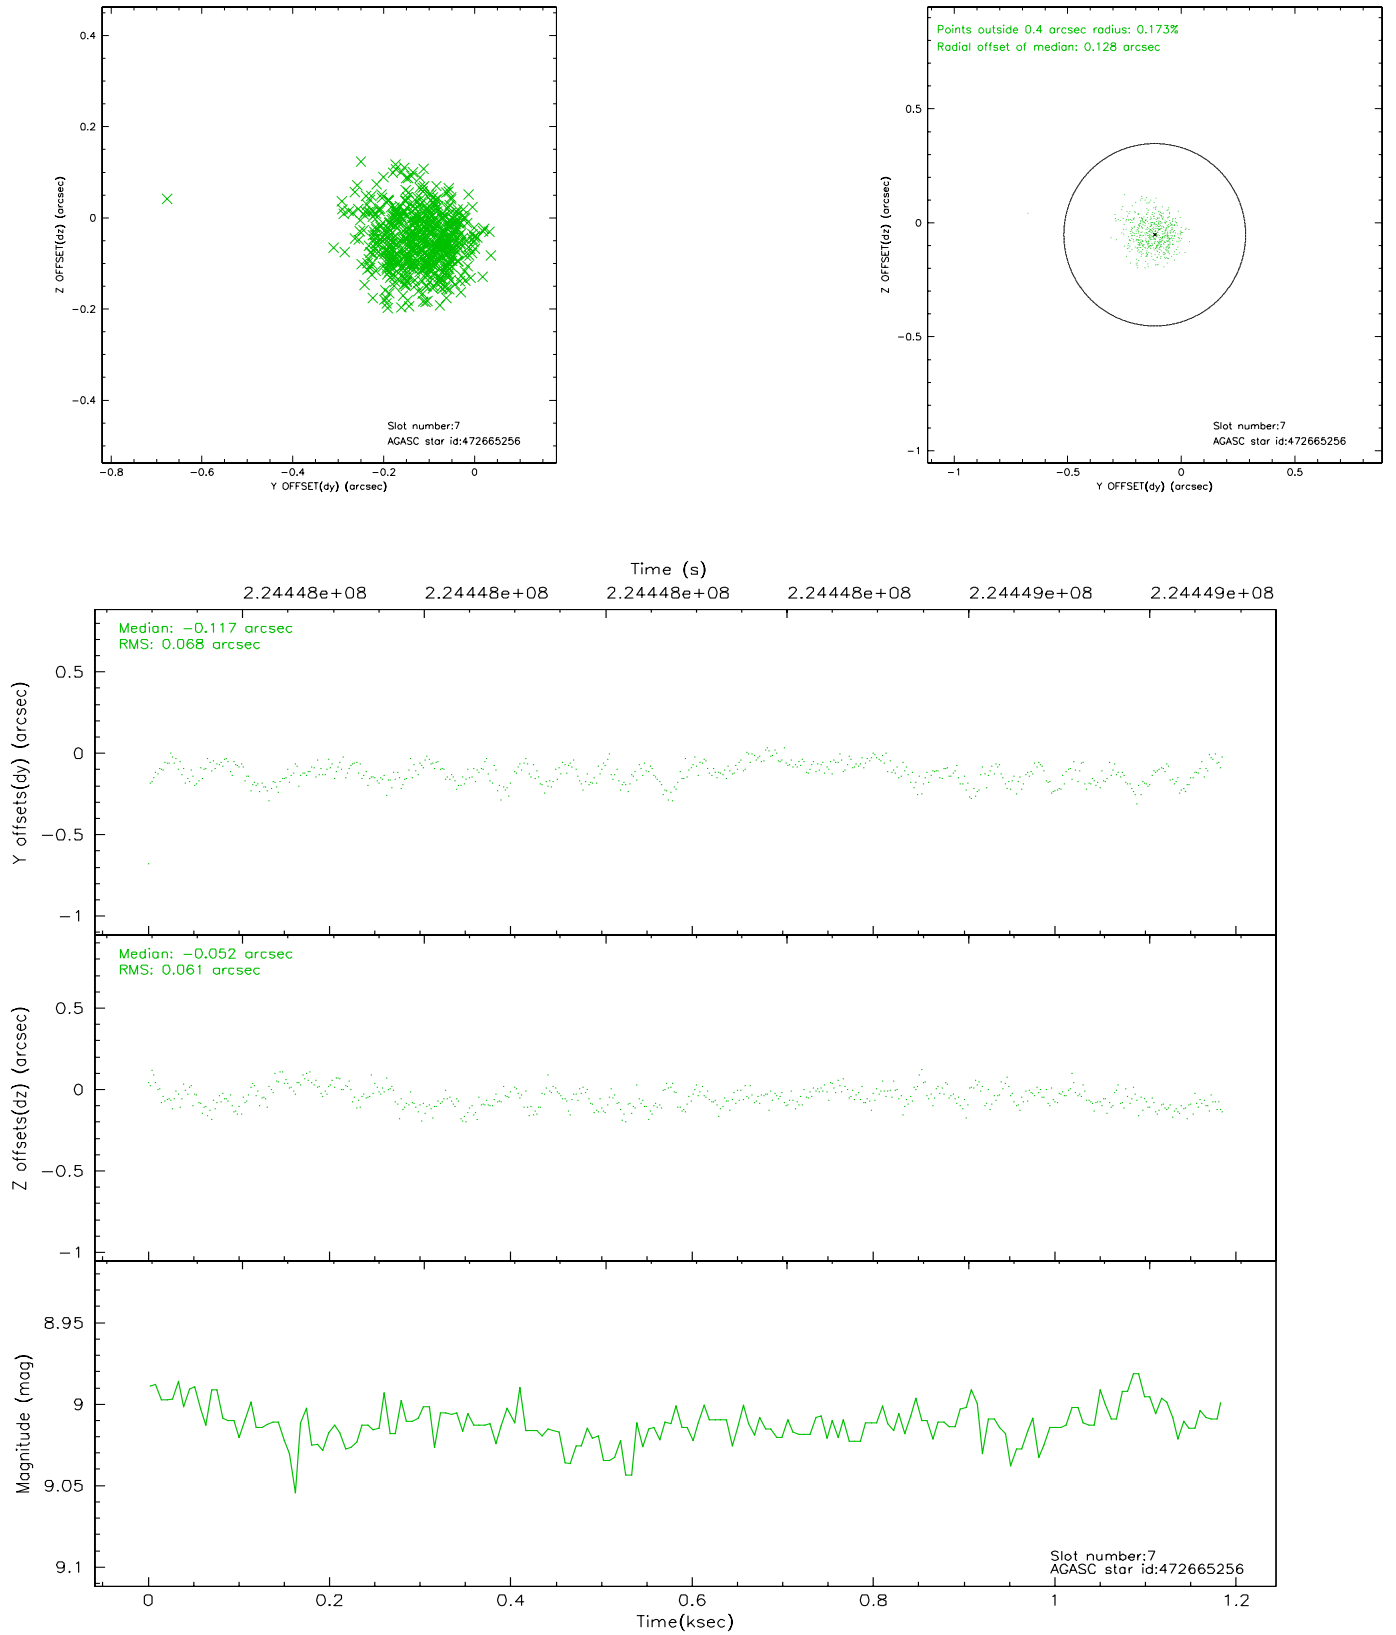 0.4
0.2
0
-0.2
-0.4
Z OFFSET(dz) (arcsec)
Slot number:7
AGASC star id:472665256
-0.8 -0.6 -0.4 -0.2 0
Y OFFSET(dy) (arcsec)
Points outside 0.4 arcsec radius: 0.173%
Radial offset of median: 0.128 arcsec
0.5
0
-0.5
-1
Z OFFSET(dz) (arcsec)
Slot number:7
AGASC star id:472665256
-1 -0.5 0 0.5
Y OFFSET(dy) (arcsec)
Time (s)
2.24448e+08 2.24448e+08 2.24448e+08 2.24448e+08 2.24449e+08 2.24449e+08
Median: -0.117 arcsec
RMS: 0.068 arcsec
0.5
0
-0.5
-1
Y offsets(dy) (arcsec)
Median: -0.052 arcsec
RMS: 0.061 arcsec
0.5
0
-0.5
-1
Z offsets(dz) (arcsec)
8.95
9
9.05
9.1
Magnitude (mag)
Slot number:7
AGASC star id:472665256
0 0.2 0.4 0.6 0.8 1 1.2
Time(ksec)